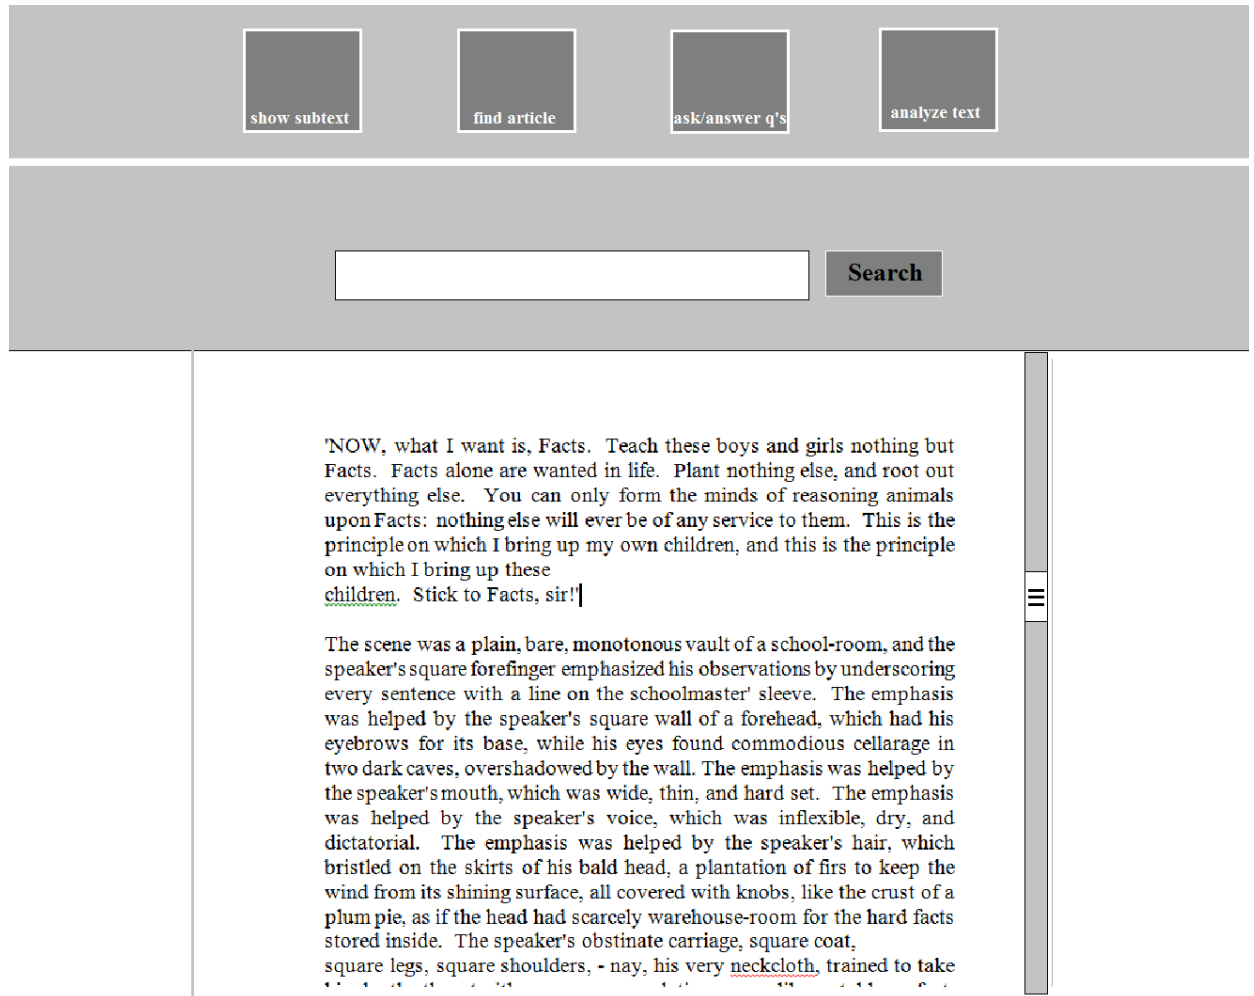 show subtext
find article
ask/answer q's
analyze text
Search
'NOW, what I want is, Facts. Teach these boys and girls nothing but
Facts. Facts alone are wanted in life. Plant nothing else, and root out
everything else. You can only form the minds of reasoning animals
upon Facts: nothing else will ever be of any service to them. This is the
principle on which I bring up my own children, and this is the principle
on which I bring up these
children. Stick to Facts, sir!'
The scene was a plain, bare, monotonous vault of a school-room, and the
speaker's square forefinger emphasized his observations by underscoring
every sentence with a line on the schoolmaster' sleeve. The emphasis
was helped by the speaker's square wall of a forehead, which had his
eyebrows for its base, while his eyes found commodious cellarage in
two dark caves, overshadowed by the wall. The emphasis was helped by
the speaker's mouth, which was wide, thin, and hard set. The emphasis
was helped by the speaker's voice, which was inflexible, dry, and
dictatorial. The emphasis was helped by the speaker's hair, which
bristled on the skirts of his bald head, a plantation of firs to keep the
wind from its shining surface, all covered with knobs, like the crust of a
plum pie, as if the head had scarcely warehouse-room for the hard facts
stored inside. The speaker's obstinate carriage, square coat,
square legs, square shoulders, - nay, his very neckcloth, trained to take